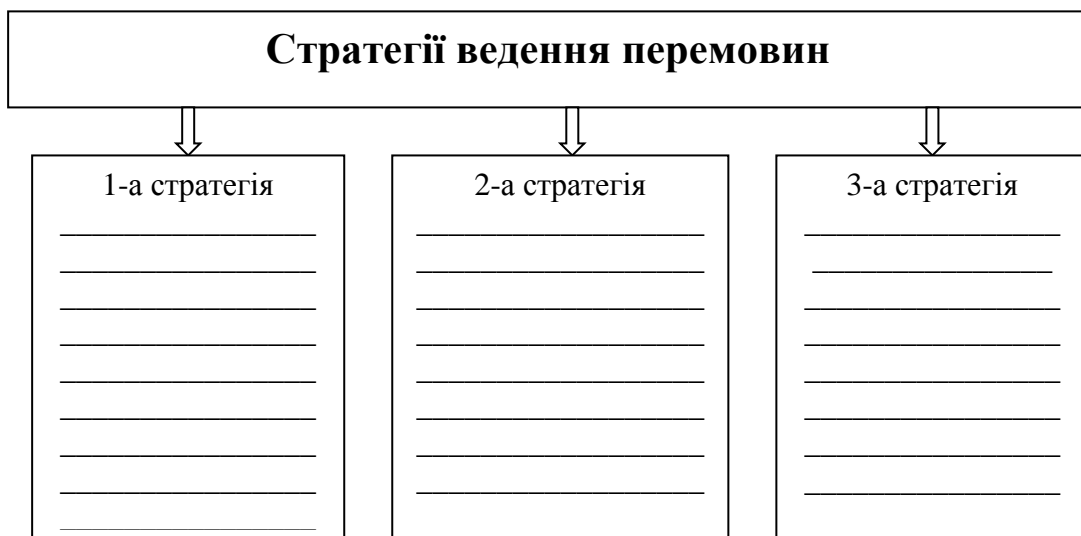 Стратегії ведення перемовин
1-а стратегія
2-а стратегія
3-а стратегія